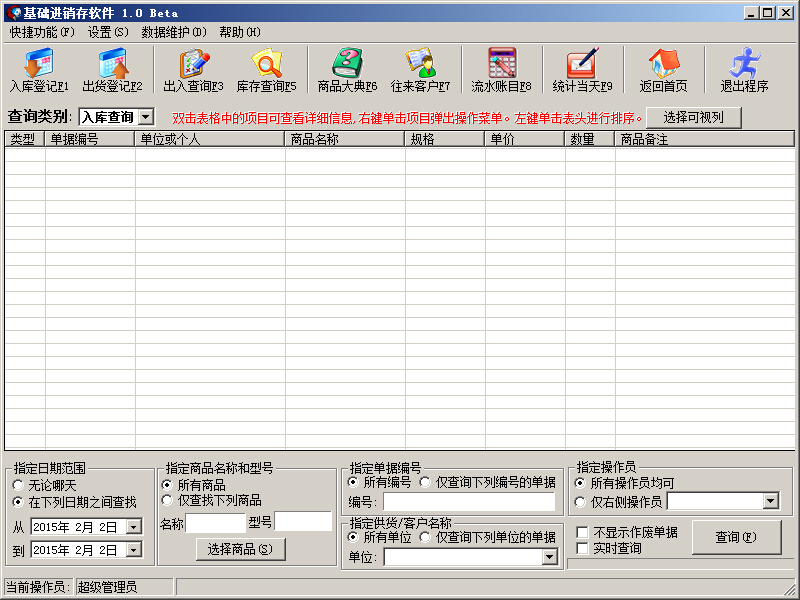 基础进销存软件 1.0 Beta
快捷功能(F) 设置(S) 数据维护(D) 帮助(H)
入库登记F1 出货登记F2 出入查询F3 库存查询F5 商品大典F6 往来客户F7 流水账目F8 统计当天F9 返回首页 退出程序
查询类别: 入库查询 双击表格中的项目可查看详细信息,右键单击项目弹出操作菜单。左键单击表头进行排序。 选择可视列
类型 单据编号 单位或个人 商品名称 规格 单价 数量 商品备注
指定日期范围
无论哪天
在下列日期之间查找
从 2015年 2月 2日
到 2015年 2月 2日
指定商品名称和型号
所有商品
仅查找下列商品
名称 型号
选择商品(S)
指定单据编号
所有编号 仅查询下列编号的单据
编号:
指定供货/客户名称
所有单位 仅查询下列单位的单据
单位:
指定操作员
所有操作员均可
仅右侧操作员
不显示作废单据
实时查询
查询(P)
当前操作员: 超级管理员